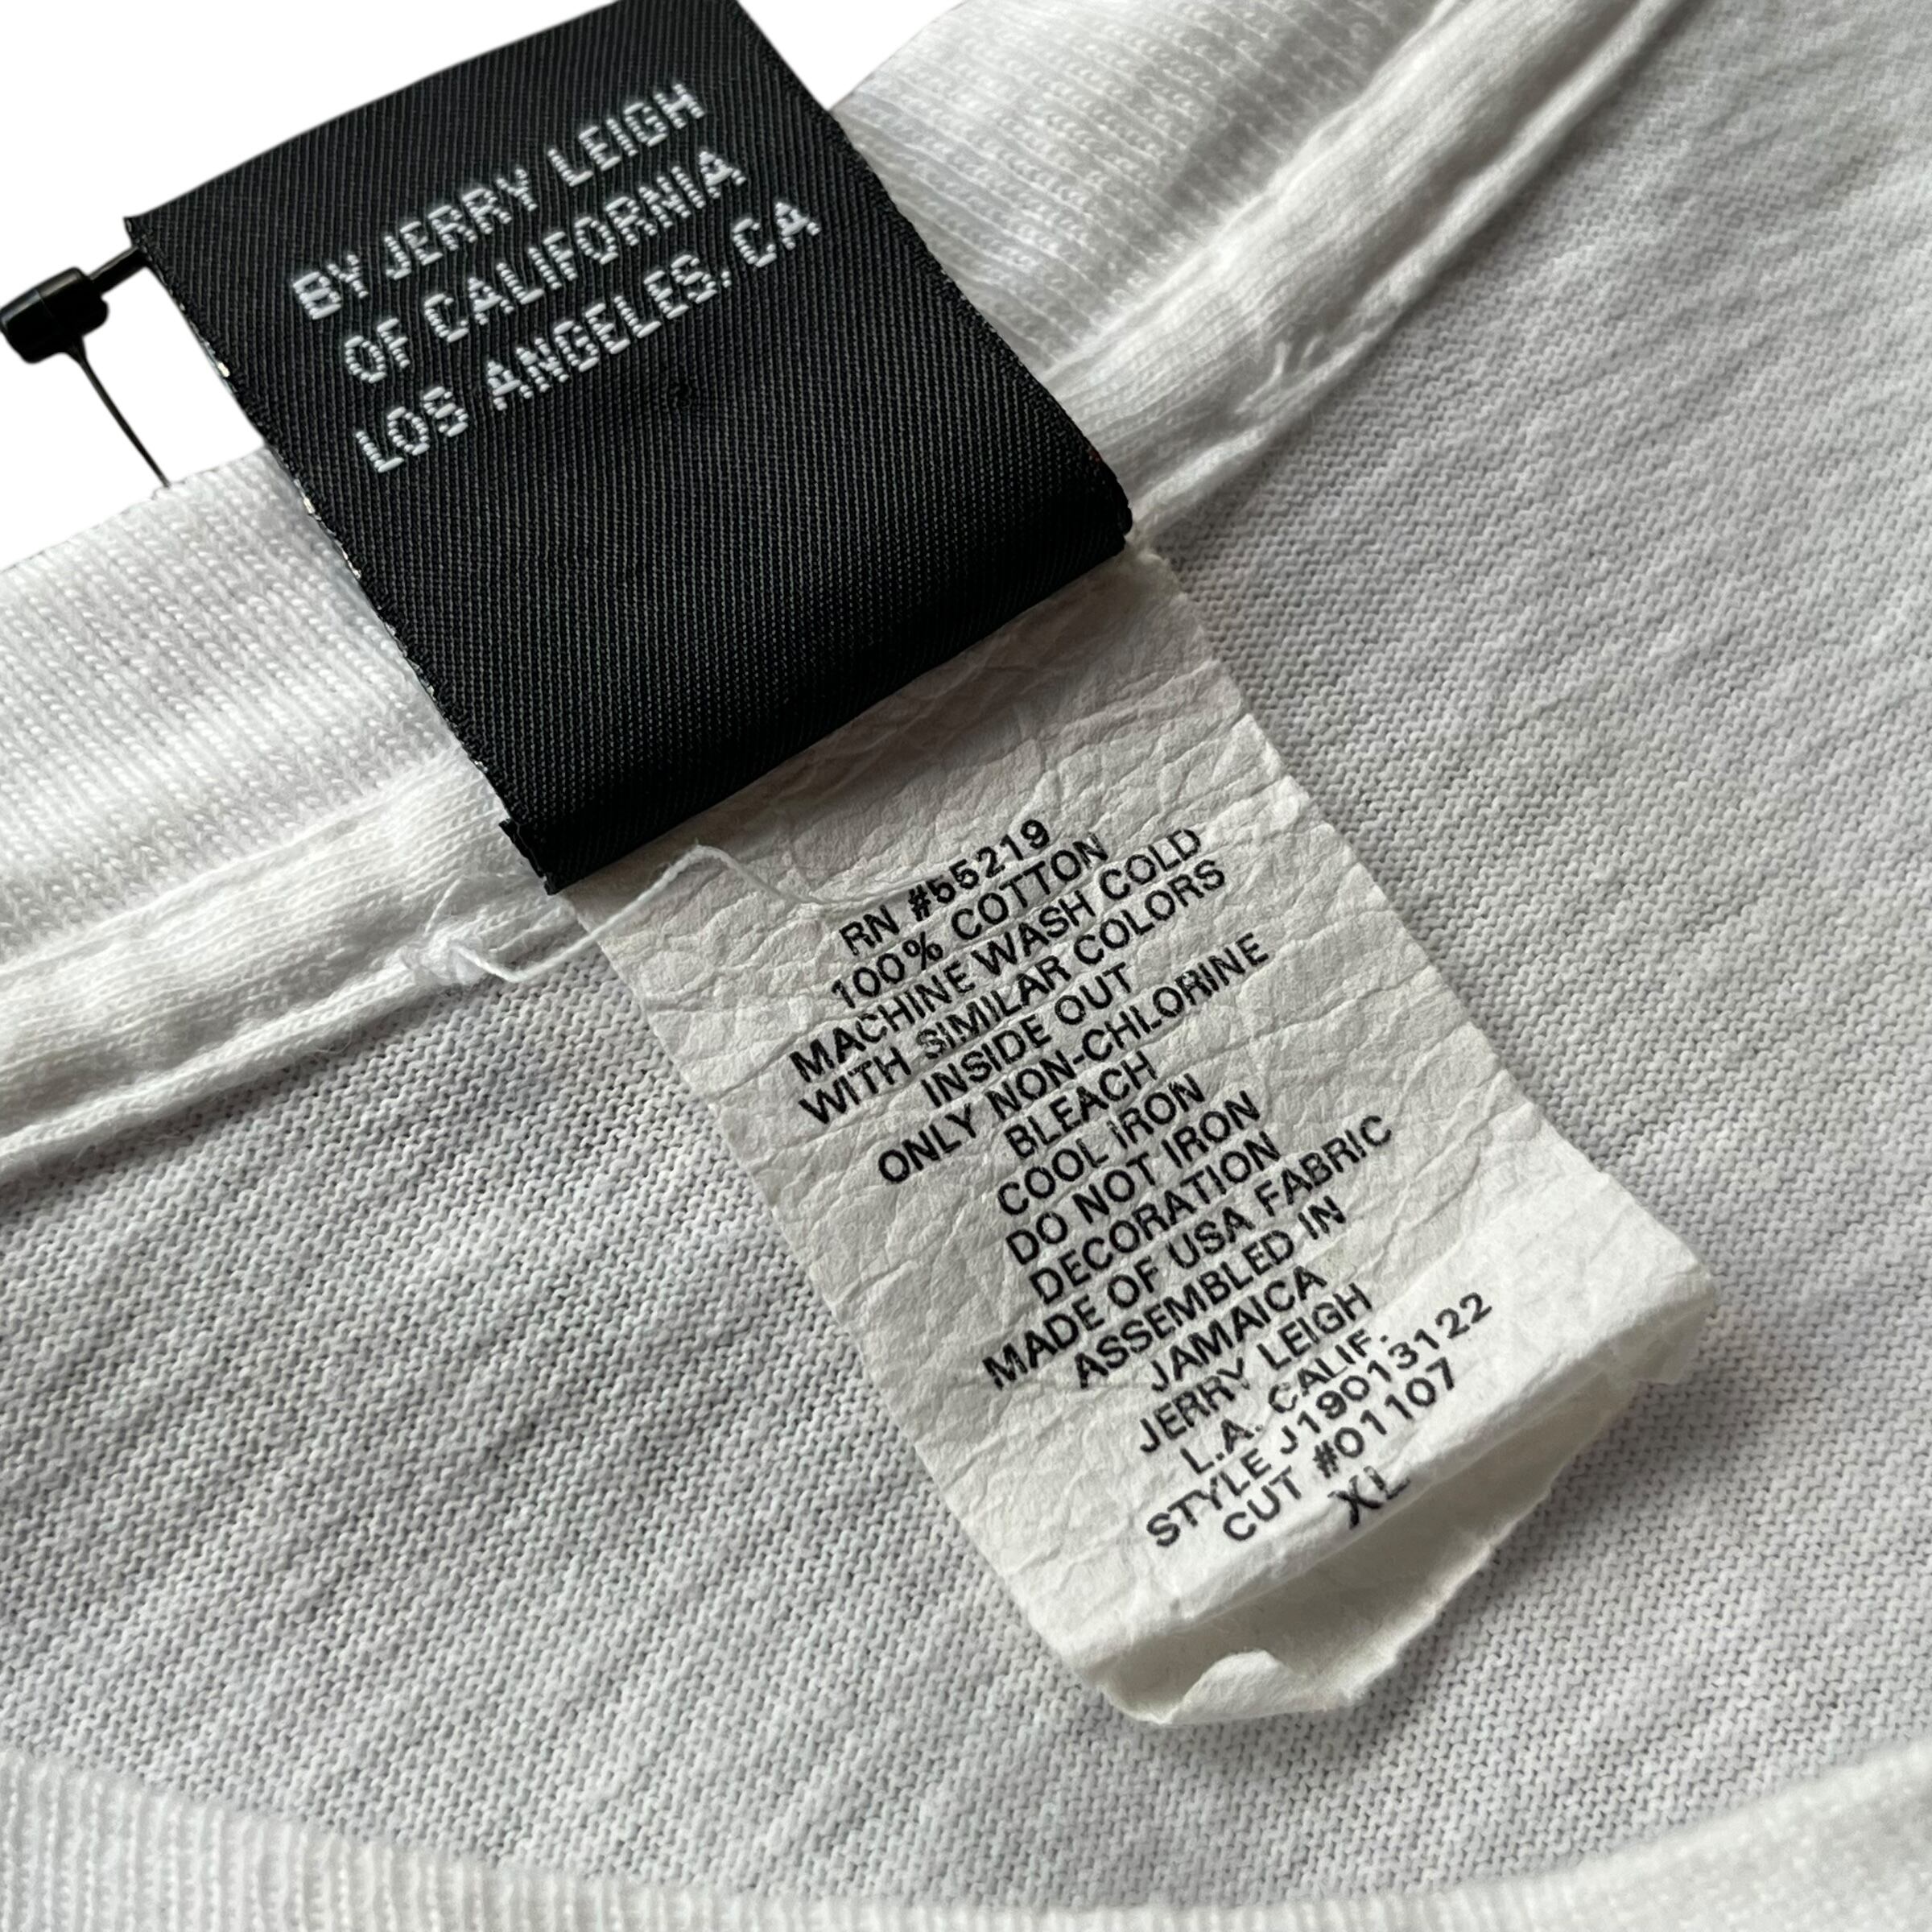 BY JERRY LEIGH
OF CALIFORNIA
LOS ANGELES, CA
RN #55219
100% COTTON
MACHINE WASH COLD
WITH SIMILAR COLORS
INSIDE OUT
ONLY NON-CHLORINE
BLEACH
COOL IRON
DO NOT IRON
DECORATION
MADE OF USA FABRIC
ASSEMBLED IN
JAMAICA
JERRY LEIGH
L.A. CALIF.
STYLE J19013122
CUT #01107
XL